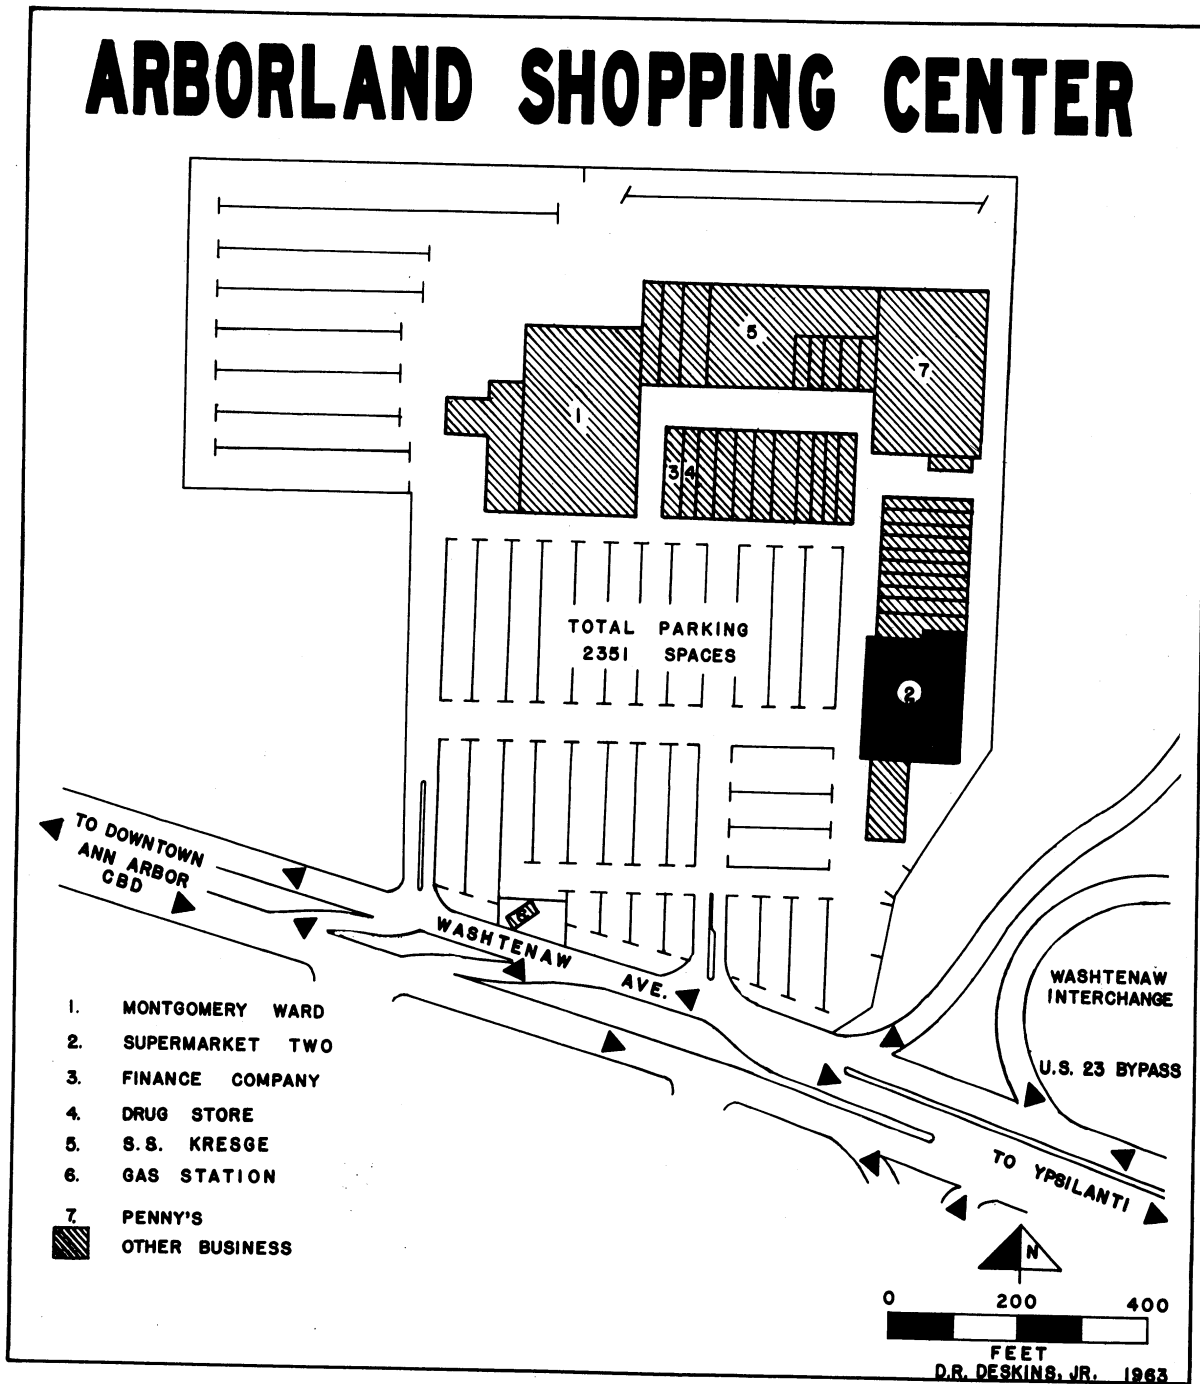 ARBORLAND SHOPPING CENTER
5
7
1
3 4
TOTAL PARKING
2351 SPACES
2
TO DOWNTOWN
ANN ARBOR
CBD
6
WASHTENAW AVE.
WASHTENAW
INTERCHANGE
U.S. 23 BYPASS
TO YPSILANTI
1. MONTGOMERY WARD
2. SUPERMARKET TWO
3. FINANCE COMPANY
4. DRUG STORE
5. S.S. KRESGE
6. GAS STATION
7. PENNY'S
OTHER BUSINESS
N
0 200 400
FEET
D.R. DESKINS, JR. 1963